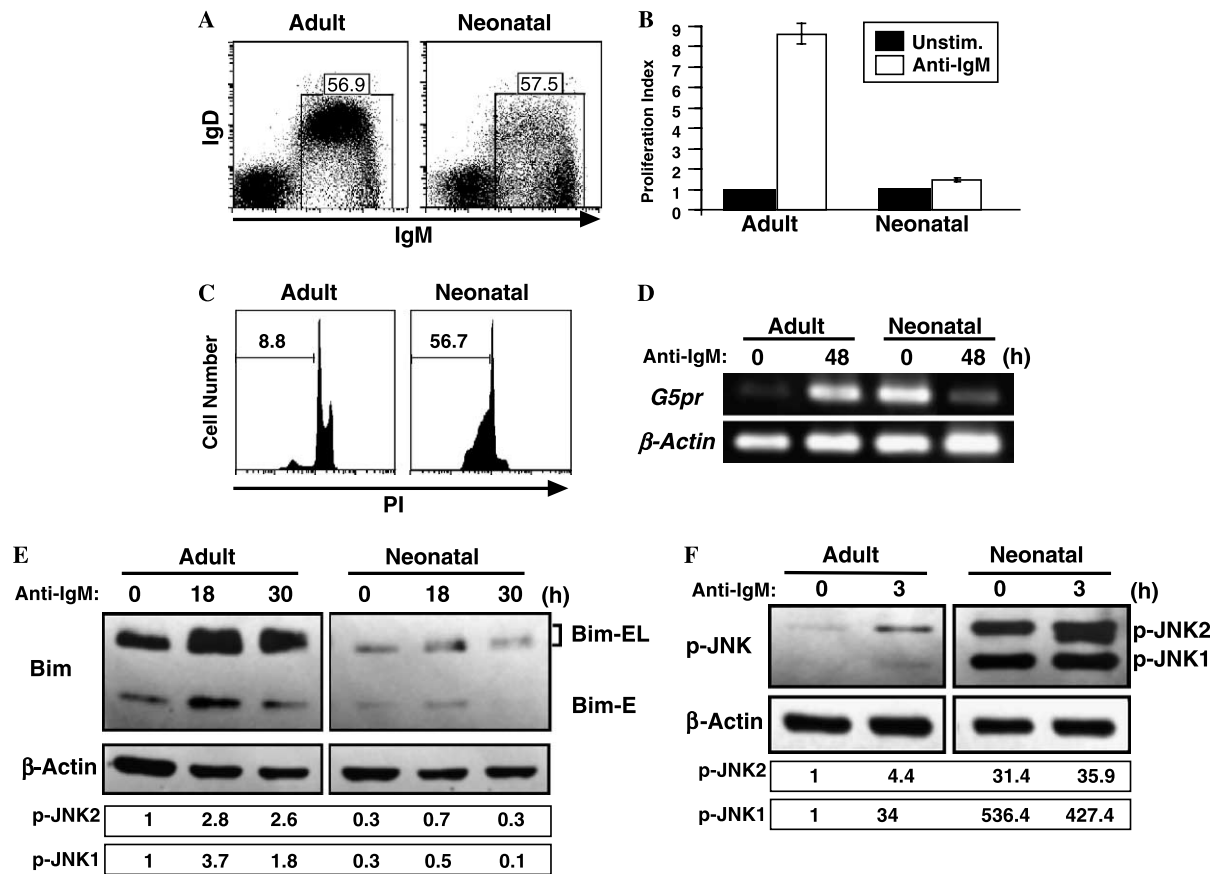 A
Adult
Neonatal
56.9
57.5
IgD
IgM
B
9
8
7
6
5
4
3
2
1
0
Proliferation Index
Unstim.
Anti-IgM
Adult
Neonatal
C
Adult
Neonatal
8.8
56.7
Cell Number
PI
D
Adult
Neonatal
Anti-IgM: 0 48 0 48 (h)
G5pr
β-Actin
E
Adult
Neonatal
Anti-IgM: 0 18 30 0 18 30 (h)
Bim
Bim-EL
Bim-E
β-Actin
p-JNK2 1 2.8 2.6 0.3 0.7 0.3
p-JNK1 1 3.7 1.8 0.3 0.5 0.1
F
Adult
Neonatal
Anti-IgM: 0 3 0 3 (h)
p-JNK
p-JNK2
p-JNK1
β-Actin
p-JNK2 1 4.4 31.4 35.9
p-JNK1 1 34 536.4 427.4